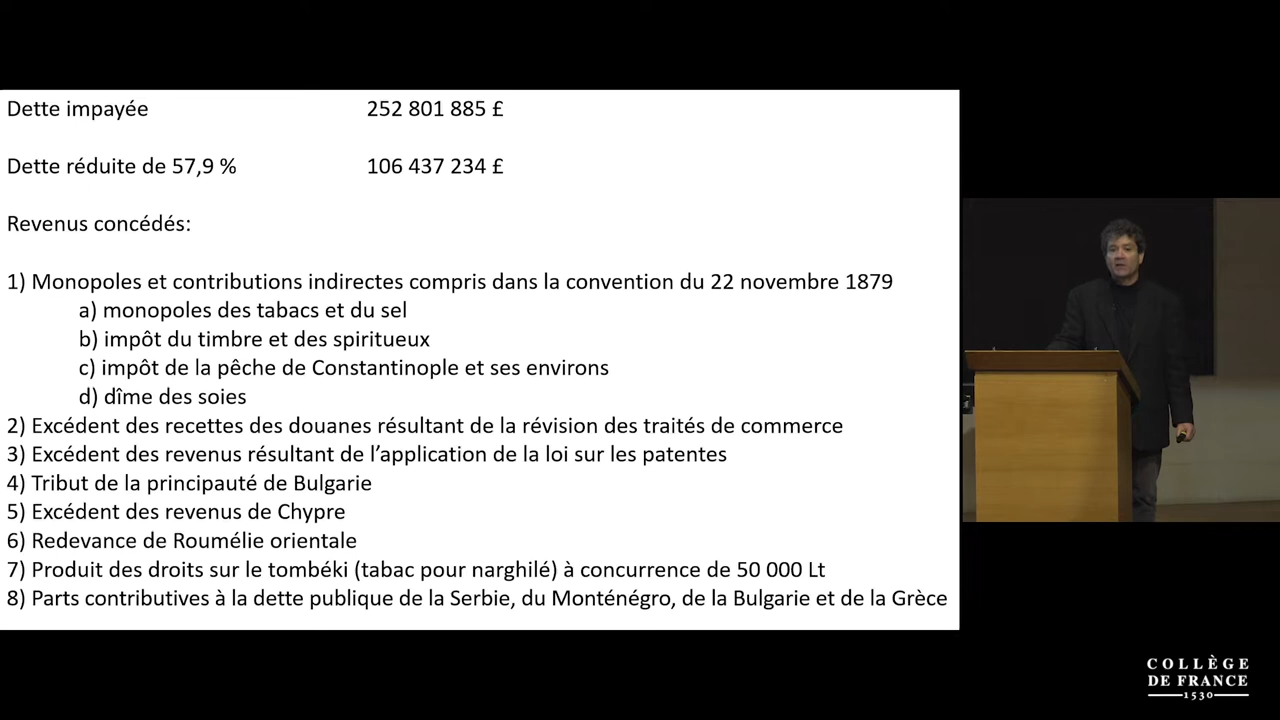 Dette impayée 252 801 885 £
Dette réduite de 57,9 % 106 437 234 £
Revenus concédés:
1) Monopoles et contributions indirectes compris dans la convention du 22 novembre 1879
a) monopoles des tabacs et du sel
b) impôt du timbre et des spiritueux
c) impôt de la pêche de Constantinople et ses environs
d) dîme des soies
2) Excédent des recettes des douanes résultant de la révision des traités de commerce
3) Excédent des revenus résultant de l’application de la loi sur les patentes
4) Tribut de la principauté de Bulgarie
5) Excédent des revenus de Chypre
6) Redevance de Roumélie orientale
7) Produit des droits sur le tombéki (tabac pour narghilé) à concurrence de 50 000 Lt
8) Parts contributives à la dette publique de la Serbie, du Monténégro, de la Bulgarie et de la Grèce
COLLÈGE
DE FRANCE
1530